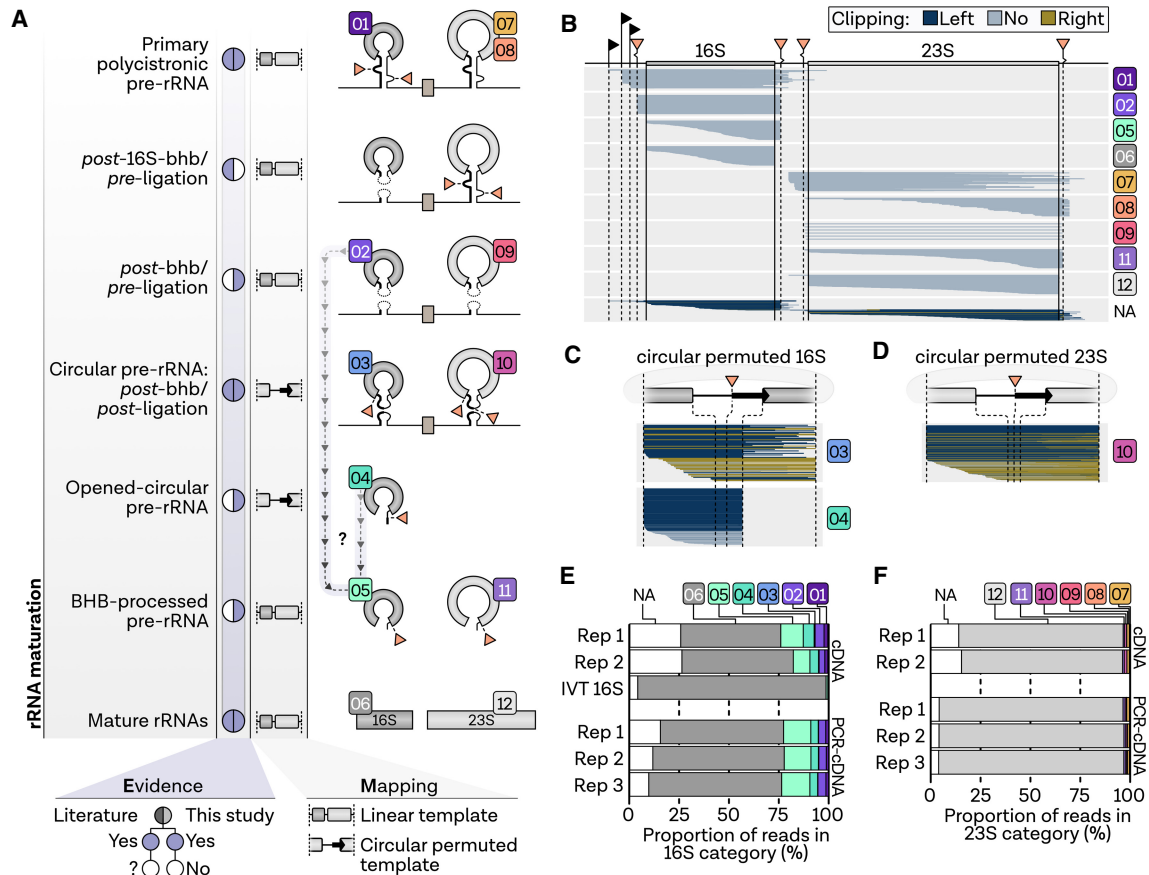 A
Primary
polycistronic
pre-rRNA
01
07
08
post-16S-bhb/
pre-ligation
post-bhb/
pre-ligation
02
09
Circular pre-rRNA:
post-bhb/
post-ligation
03
10
Opened-circular
pre-rRNA
04
?
BHB-processed
pre-rRNA
05
11
Mature rRNAs
06
16S
12
23S
rRNA maturation
Evidence
Literature
This study
Yes
Yes
?
No
Mapping
Linear template
Circular permuted
template
B
Clipping: Left No Right
16S
23S
01
02
05
06
07
08
09
11
12
NA
C
circular permuted 16S
03
04
D
circular permuted 23S
10
E
NA
06 05 04 03 02 01
Rep 1
Rep 2
IVT 16S
cDNA
Rep 1
Rep 2
Rep 3
PCR-cDNA
0 25 50 75 100
Proportion of reads in
16S category (%)
F
NA
12 11 10 09 08 07
Rep 1
Rep 2
cDNA
Rep 1
Rep 2
Rep 3
PCR-cDNA
0 25 50 75 100
Proportion of reads in
23S category (%)